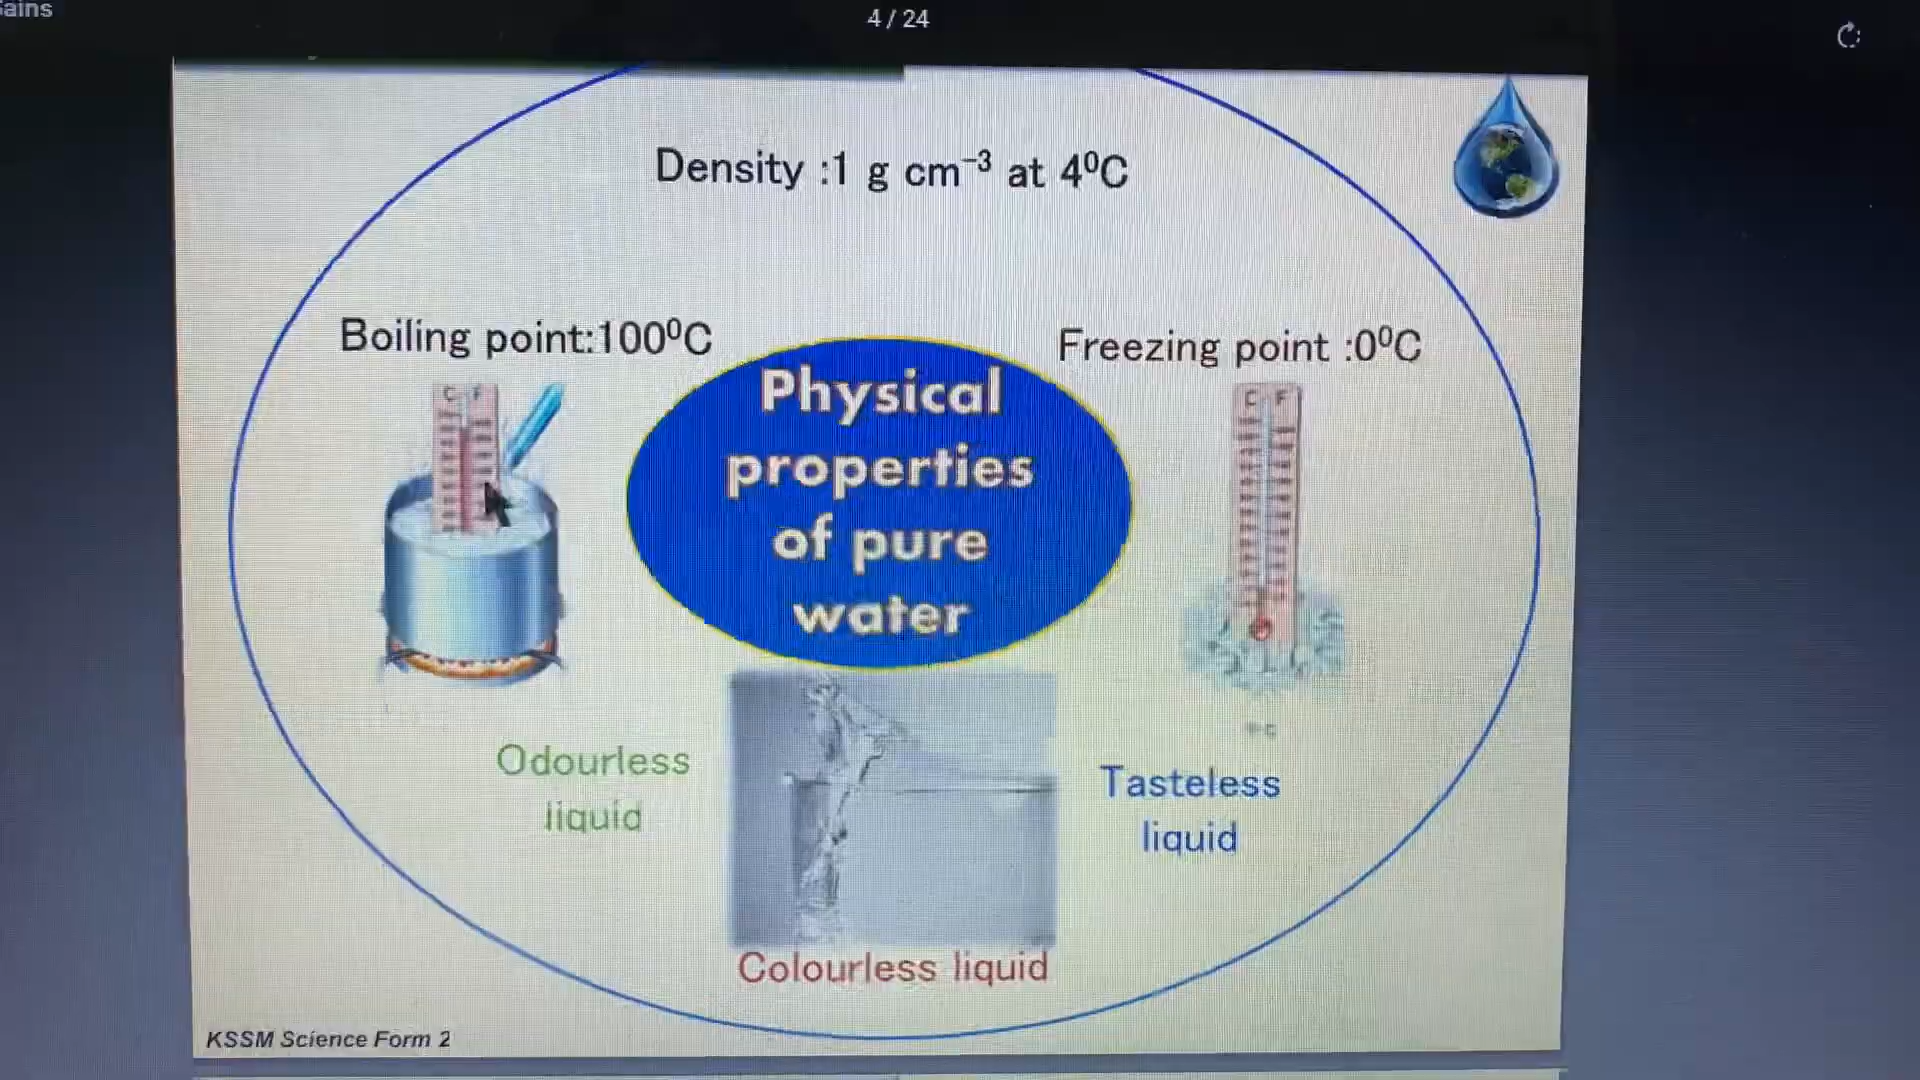 ains
4 / 24
Density :1 g cm⁻³ at 4⁰C
Boiling point:100⁰C
Freezing point :0⁰C
C F
C F
Physical
properties
of pure
water
Odourless
liquid
Tasteless
liquid
Colourless liquid
KSSM Science Form 2